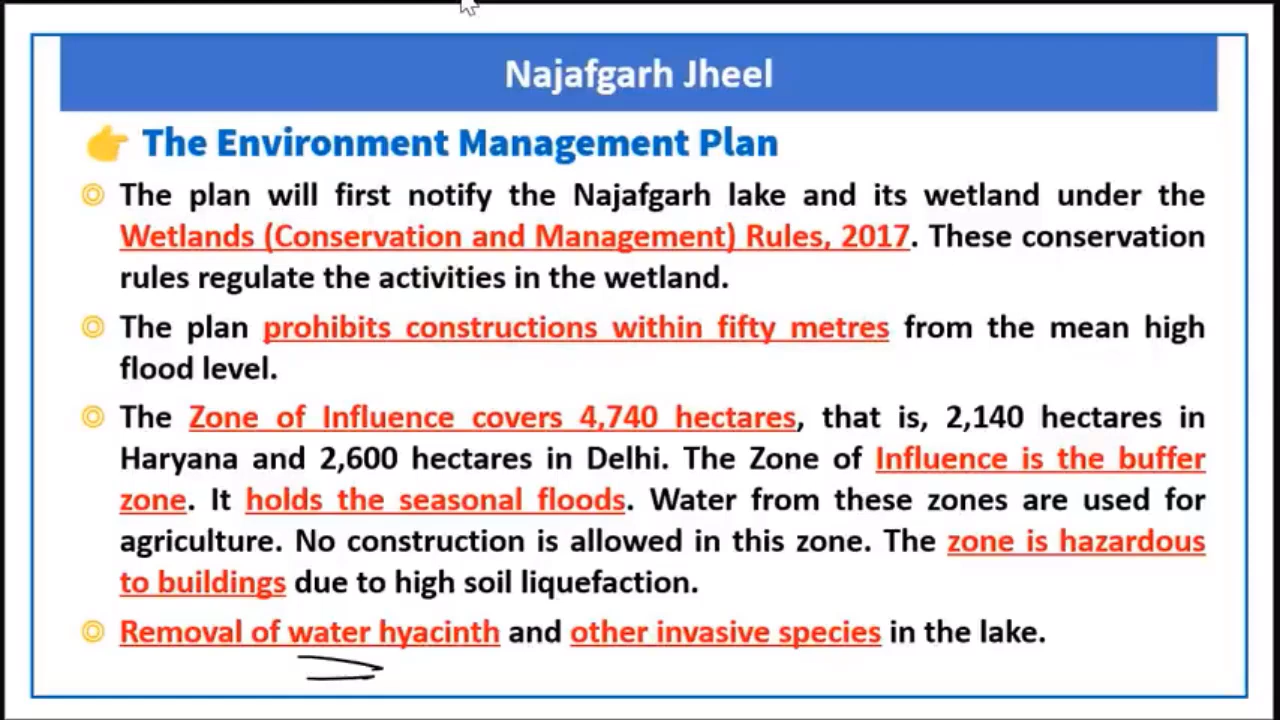 Najafgarh Jheel
The Environment Management Plan
The plan will first notify the Najafgarh lake and its wetland under the
Wetlands (Conservation and Management) Rules, 2017. These conservation
rules regulate the activities in the wetland.
The plan prohibits constructions within fifty metres from the mean high
flood level.
The Zone of Influence covers 4,740 hectares, that is, 2,140 hectares in
Haryana and 2,600 hectares in Delhi. The Zone of Influence is the buffer
zone. It holds the seasonal floods. Water from these zones are used for
agriculture. No construction is allowed in this zone. The zone is hazardous
to buildings due to high soil liquefaction.
Removal of water hyacinth and other invasive species in the lake.